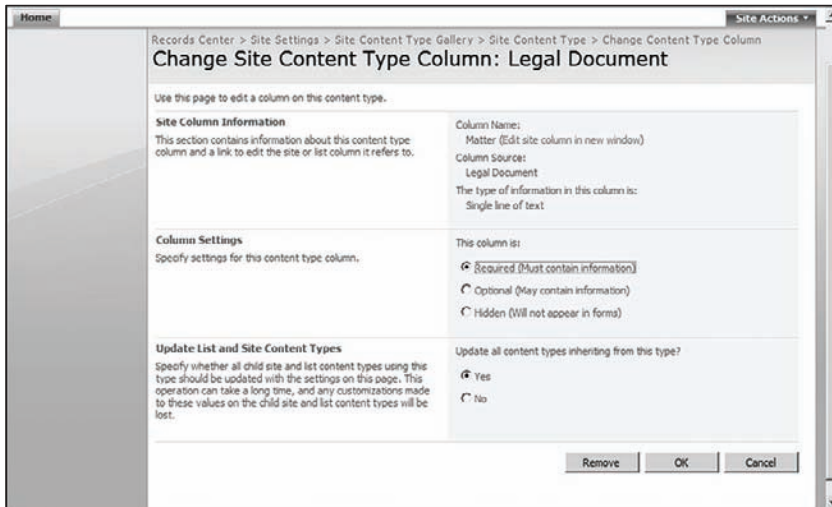 Home
Site Actions
Records Center > Site Settings > Site Content Type Gallery > Site Content Type > Change Content Type Column
Change Site Content Type Column: Legal Document
Use this page to edit a column on this content type.
Site Column Information
This section contains information about this content type
column and a link to edit the site or list column it refers to.
Column Name:
Matter (Edit site column in new window)
Column Source:
Legal Document
The type of information in this column is:
Single line of text
Column Settings
Specify settings for this content type column.
This column is:
Required (Must contain information)
Optional (May contain information)
Hidden (Will not appear in forms)
Update List and Site Content Types
Specify whether all child site and list content types using this
type should be updated with the settings on this page. This
operation can take a long time, and any customizations made
to these values on the child site and list content types will be
lost.
Update all content types inheriting from this type?
Yes
No
Remove
OK
Cancel